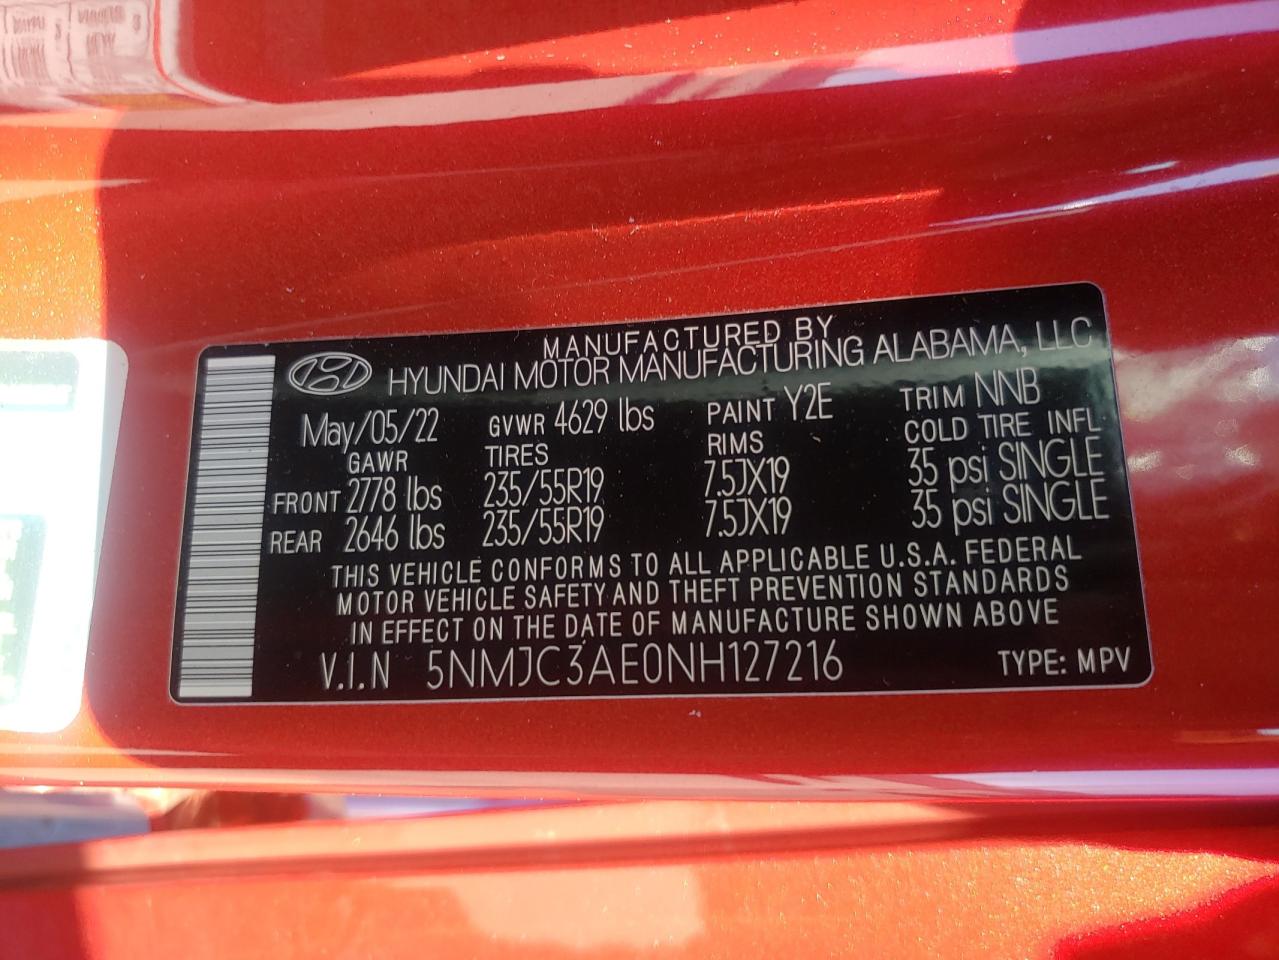 MANUFACTURED BY
HYUNDAI MOTOR MANUFACTURING ALABAMA, LLC
May/05/22 GVWR 4629 lbs PAINT Y2E TRIM NNB
GAWR TIRES RIMS COLD TIRE INFL
FRONT 2778 lbs 235/55R19 7.5JX19 35 psi SINGLE
REAR 2646 lbs 235/55R19 7.5JX19 35 psi SINGLE
THIS VEHICLE CONFORMS TO ALL APPLICABLE U.S.A. FEDERAL
MOTOR VEHICLE SAFETY AND THEFT PREVENTION STANDARDS
IN EFFECT ON THE DATE OF MANUFACTURE SHOWN ABOVE
V.I.N 5NMJC3AE0NH127216 TYPE: MPV